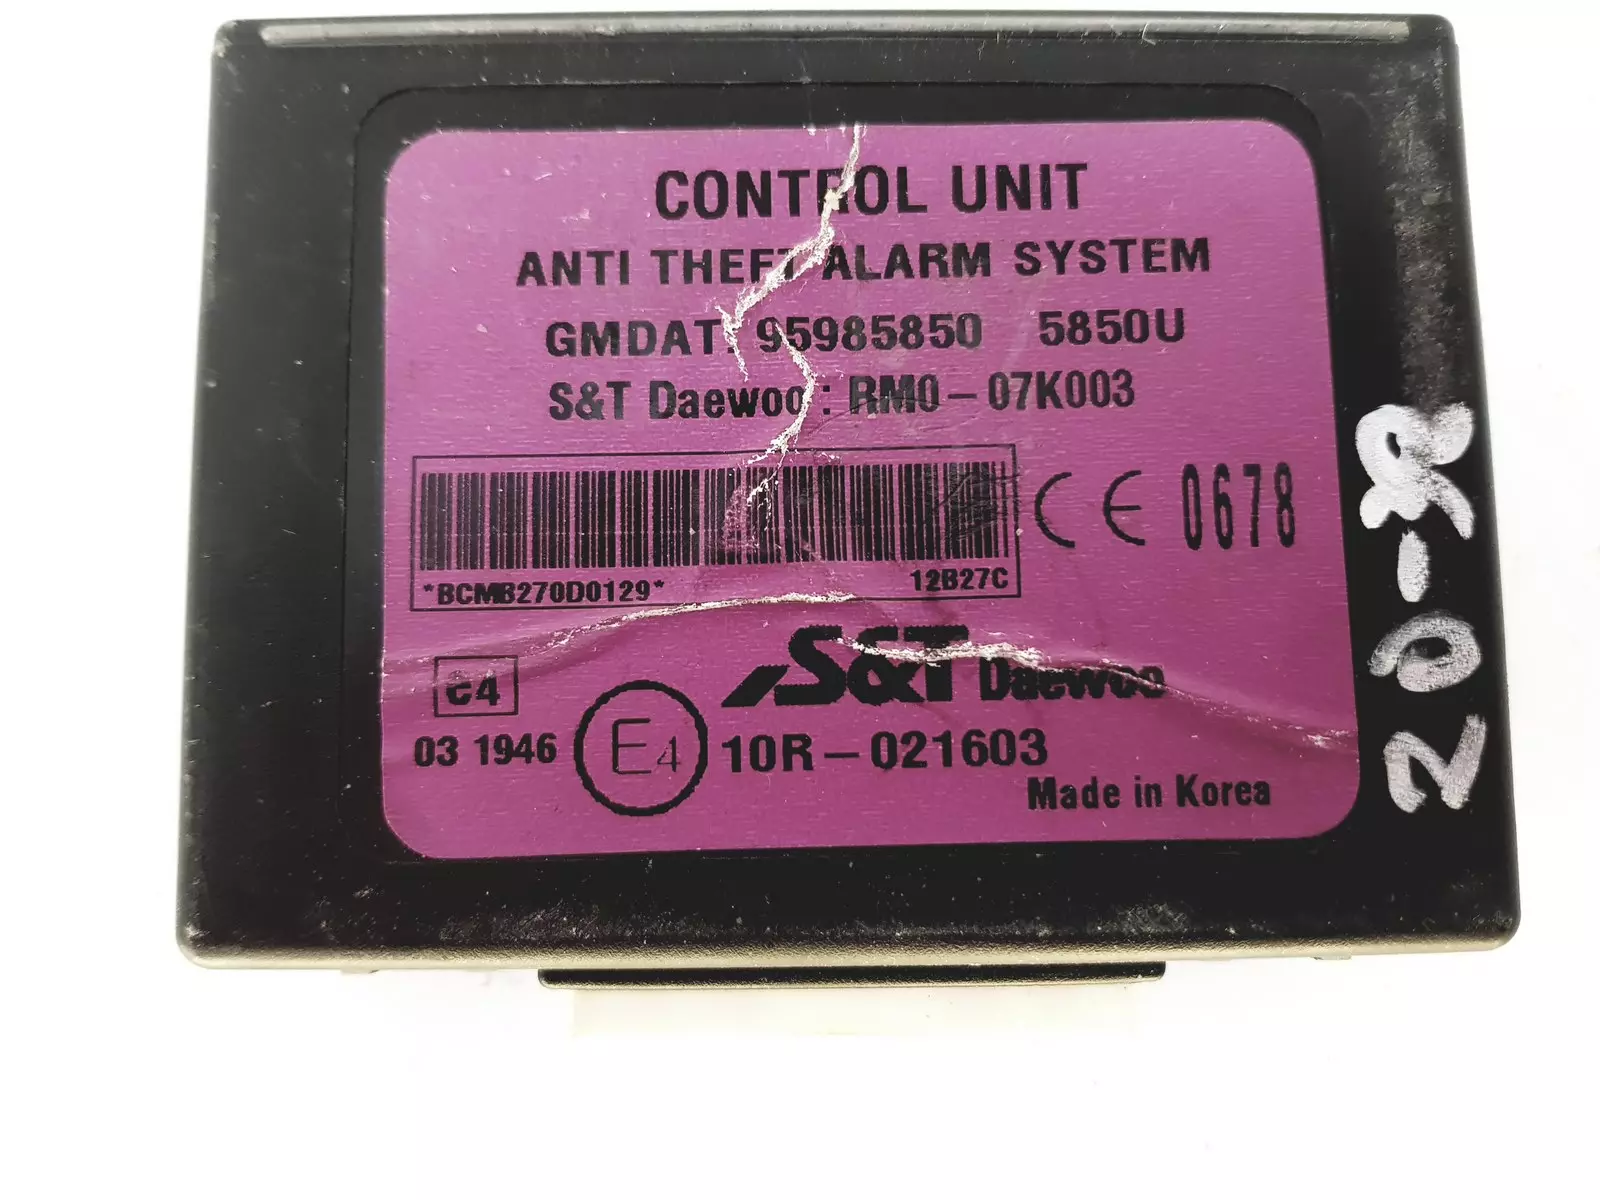 CONTROL UNIT
ANTI THEFT ALARM SYSTEM
GMDAT: 95985850 5850U
S&T Daewoo: RM0-07K003
*BCMB270D0129* 12B27C
CE 0678
S&T Daewoo
e4
03 1946 E4 10R-021603
Made in Korea